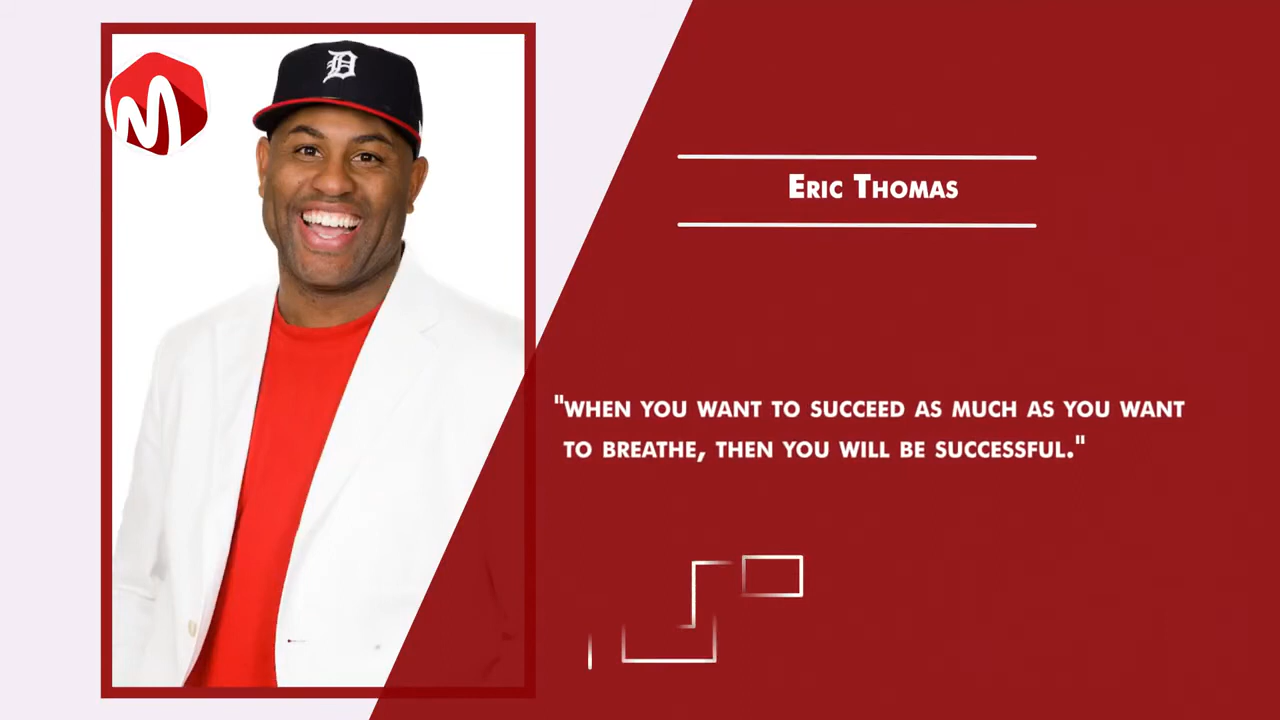 D
M
Eric Thomas
"When you want to succeed as much as you want
to breathe, then you will be successful."